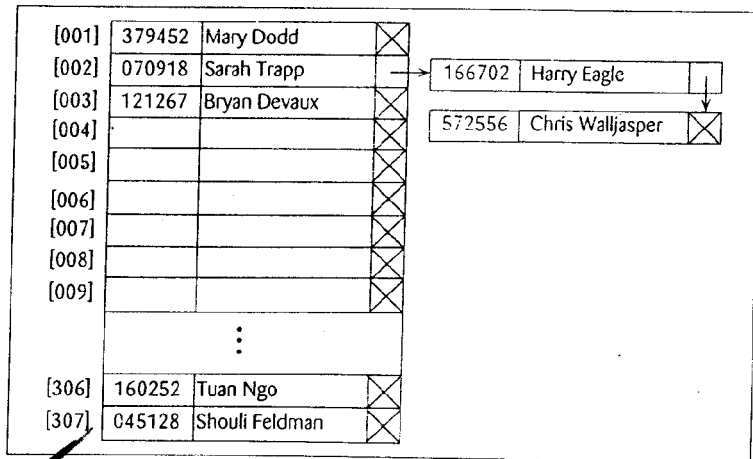 [001] 379452 Mary Dodd
[002] 070918 Sarah Trapp 166702 Harry Eagle
[003] 121267 Bryan Devaux
572556 Chris Walljasper
[004]
[005]
[006]
[007]
[008]
[009]
[306] 160252 Tuan Ngo
[307] 045128 Shouli Feldman